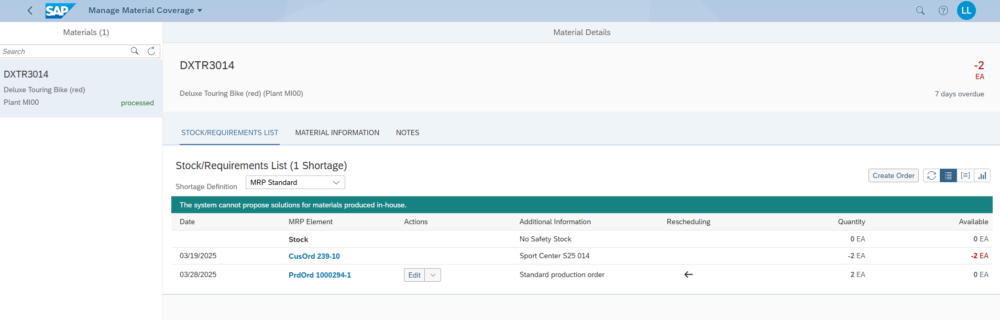 SAP Manage Material Coverage
LL
Materials (1)
Search
DXTR3014
Deluxe Touring Bike (red)
Plant MI00 processed
Material Details
DXTR3014 -2
EA
Deluxe Touring Bike (red) (Plant MI00) 7 days overdue
STOCK/REQUIREMENTS LIST MATERIAL INFORMATION NOTES
Stock/Requirements List (1 Shortage)
Shortage Definition MRP Standard Create Order
The system cannot propose solutions for materials produced in-house.
Date MRP Element Actions Additional Information Rescheduling Quantity Available
Stock No Safety Stock 0 EA 0 EA
03/19/2025 CusOrd 239-10 Sport Center S25 014 -2 EA -2 EA
03/28/2025 PrdOrd 1000294-1 Edit Standard production order 2 EA 0 EA